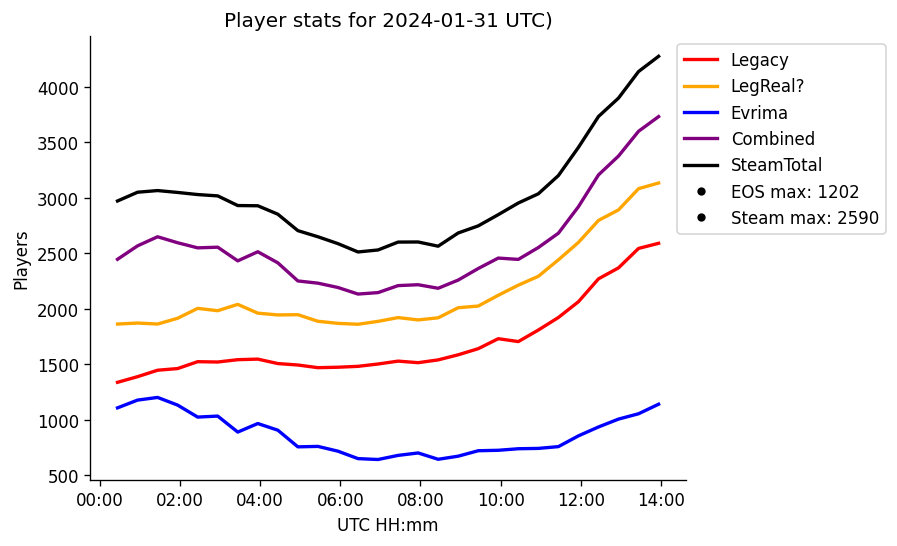 Player stats for 2024-01-31 UTC)
Legacy
LegReal?
Evrima
Combined
SteamTotal
EOS max: 1202
Steam max: 2590
Players
4000
3500
3000
2500
2000
1500
1000
500
00:00 02:00 04:00 06:00 08:00 10:00 12:00 14:00
UTC HH:mm